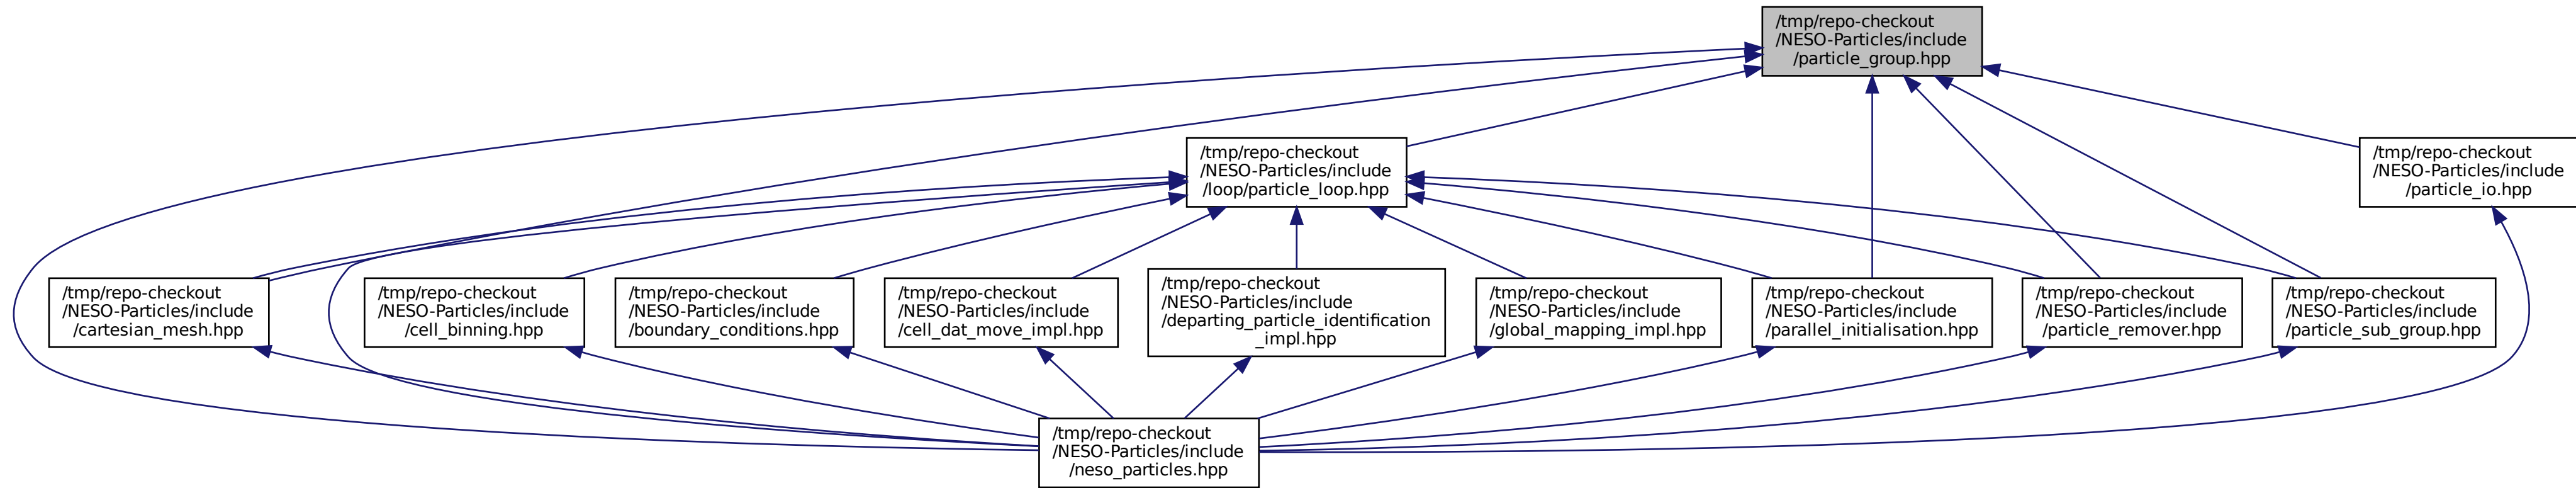 /tmp/repo-checkout
/NESO-Particles/include
/particle_group.hpp
/tmp/repo-checkout
/NESO-Particles/include
/loop/particle_loop.hpp
/tmp/repo-checkout
/NESO-Particles/include
/particle_io.hpp
/tmp/repo-checkout
/NESO-Particles/include
/cartesian_mesh.hpp
/tmp/repo-checkout
/NESO-Particles/include
/cell_binning.hpp
/tmp/repo-checkout
/NESO-Particles/include
/boundary_conditions.hpp
/tmp/repo-checkout
/NESO-Particles/include
/cell_dat_move_impl.hpp
/tmp/repo-checkout
/NESO-Particles/include
/departing_particle_identification
_impl.hpp
/tmp/repo-checkout
/NESO-Particles/include
/global_mapping_impl.hpp
/tmp/repo-checkout
/NESO-Particles/include
/parallel_initialisation.hpp
/tmp/repo-checkout
/NESO-Particles/include
/particle_remover.hpp
/tmp/repo-checkout
/NESO-Particles/include
/particle_sub_group.hpp
/tmp/repo-checkout
/NESO-Particles/include
/neso_particles.hpp